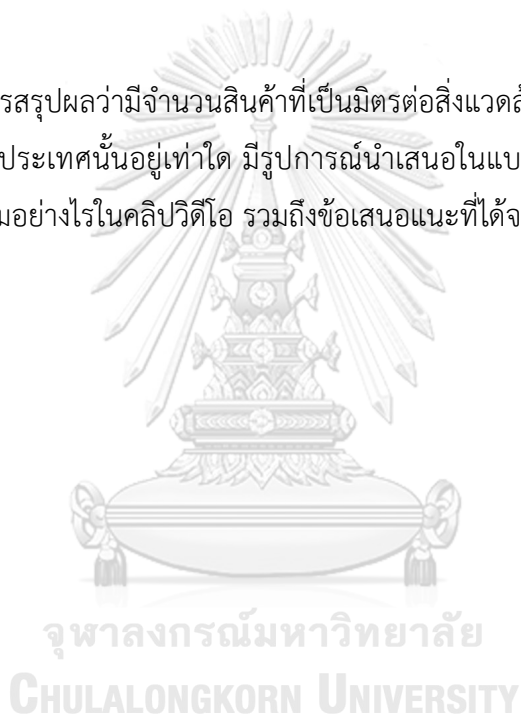 รสรุปผลว่ามีจำนวนสินค้าที่เป็นมิตรต่อสิ่งแวดล้
ประเทศนั้นอยู่เท่าใด มีรูปการณ์นำเสนอในแบ
มอย่างไรในคลิปวิดีโอ รวมถึงข้อเสนอแนะที่ได้จ
จุฬาลงกรณ์มหาวิทยาลัย
CHULALONGKORN UNIVERSITY